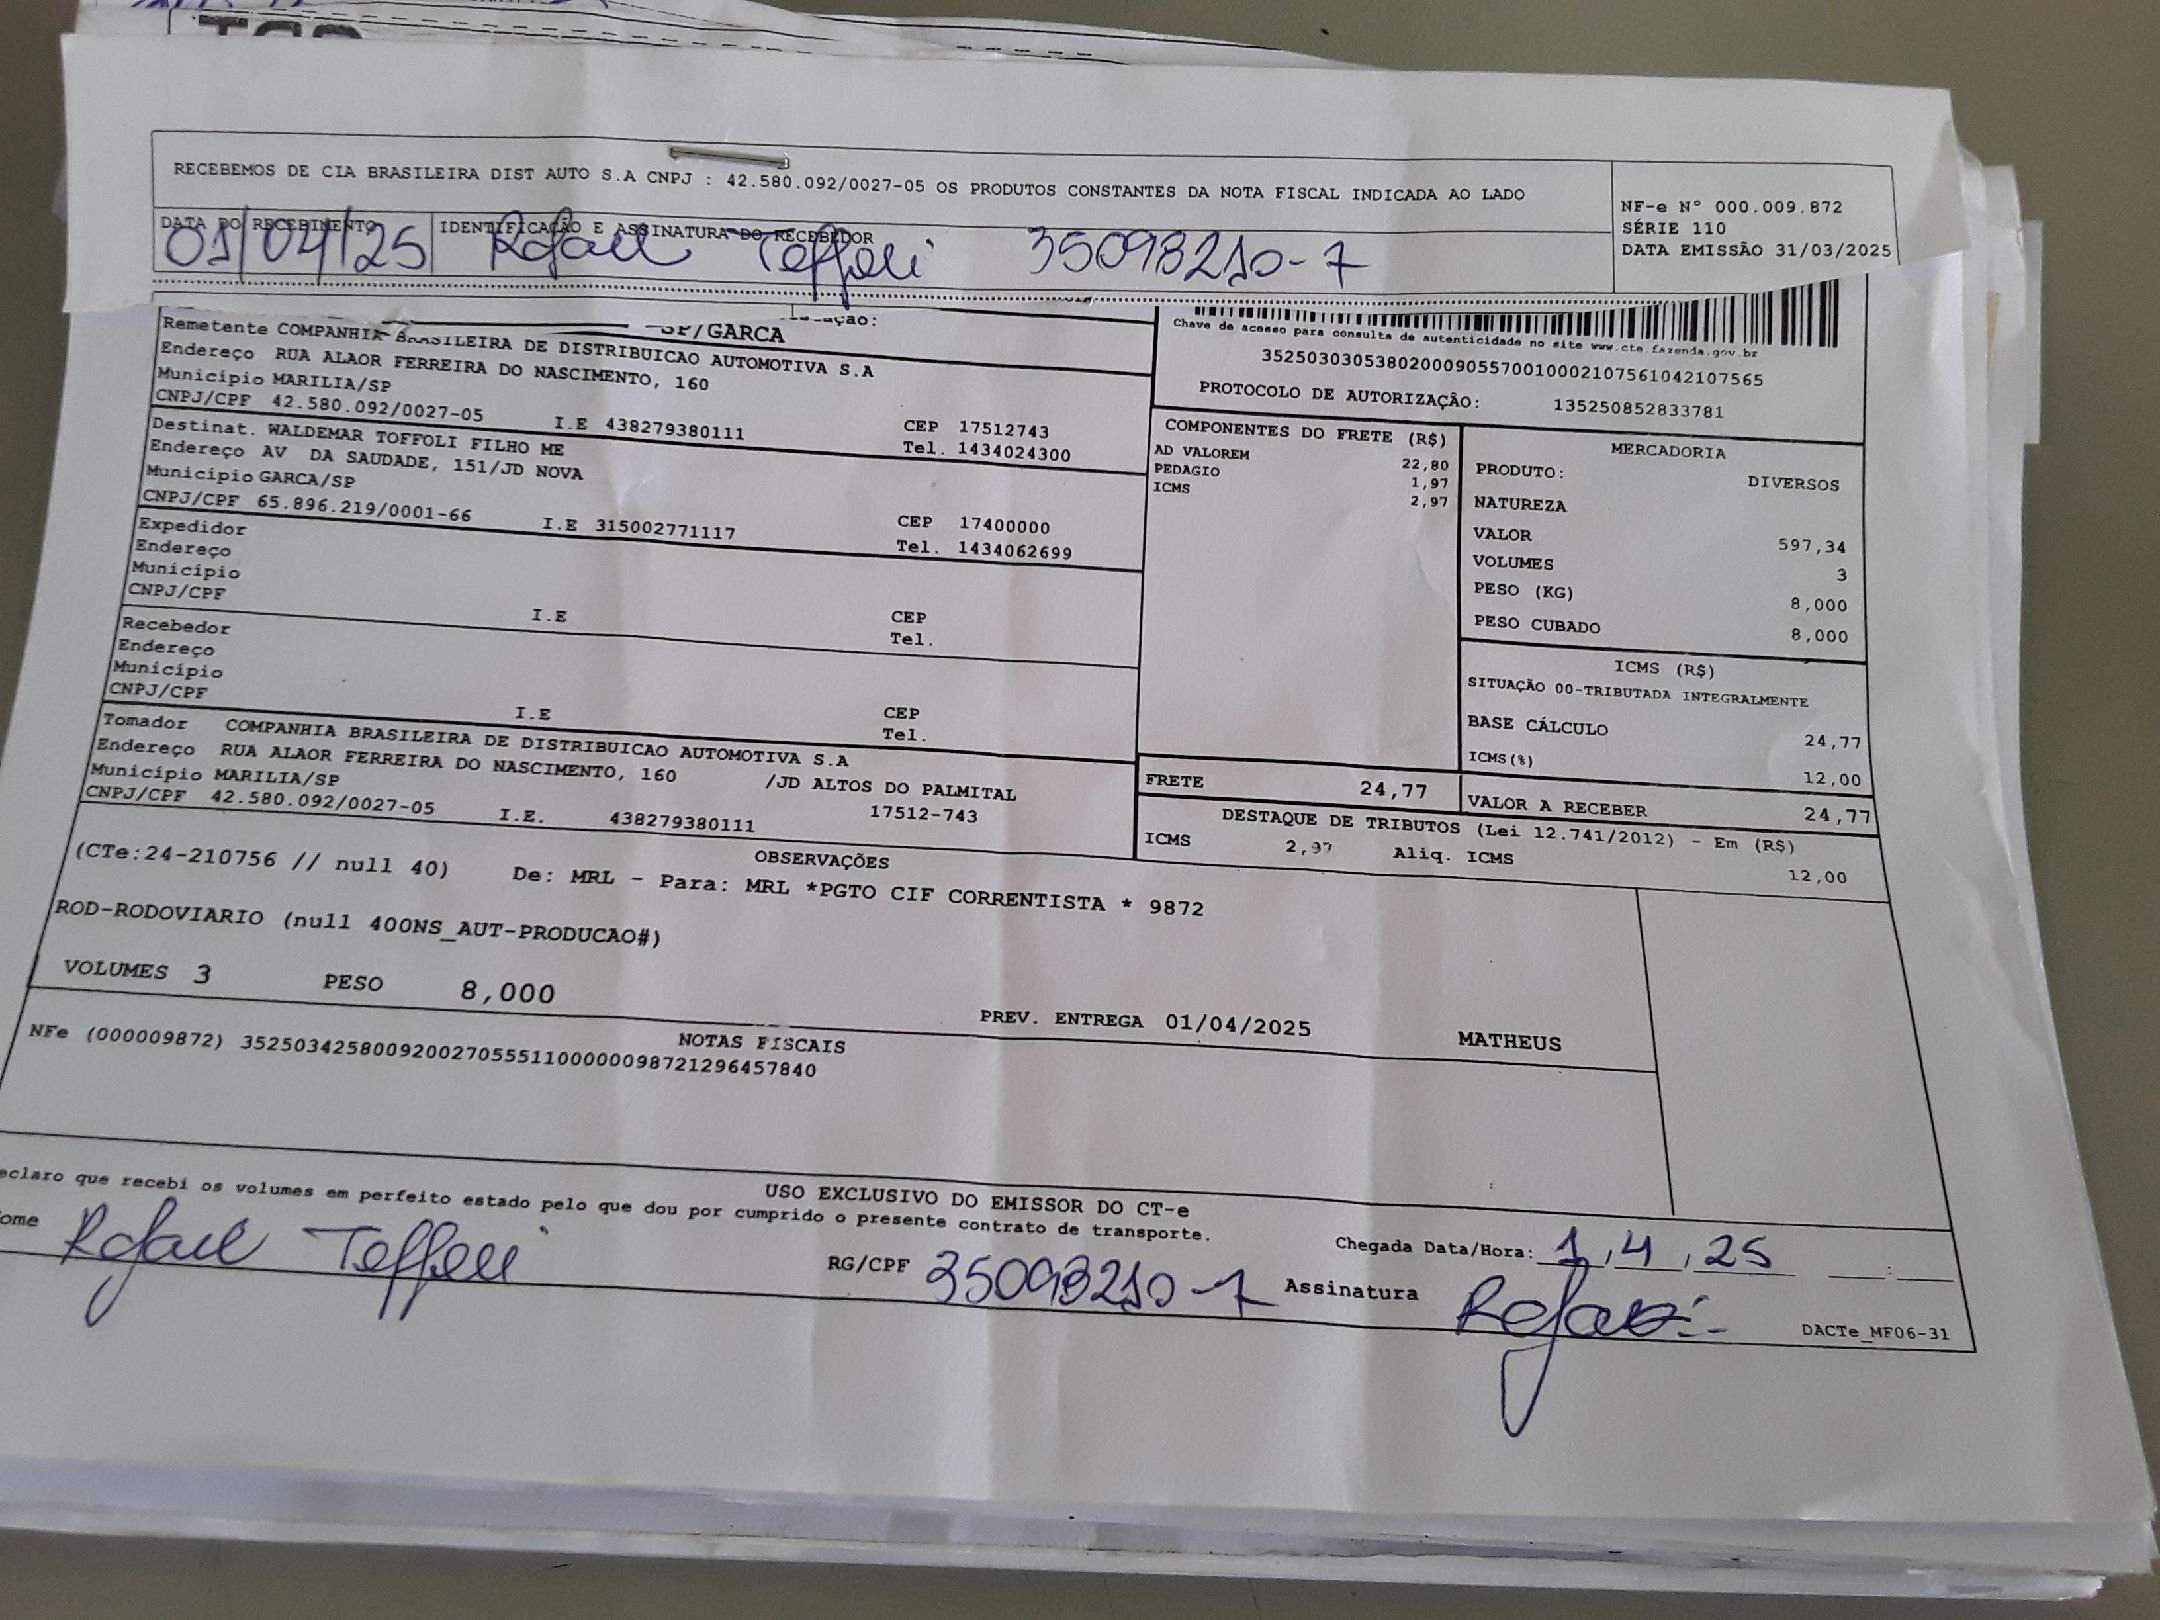 RECEBEMOS DE CIA BRASILEIRA DIST AUTO S.A CNPJ : 42.580.092/0027-05 OS PRODUTOS CONSTANTES DA NOTA FISCAL INDICADA AO LADO
NF-e N° 000.009.872
SÉRIE 110
DATA EMISSÃO 31/03/2025
DATA DO RECEBIMENTO
IDENTIFICAÇÃO E ASSINATURA DO RECEBEDOR
01/04/25 Rafael Toffoli 35098210-7
SP/GARCA
Remetente COMPANHIA BRASILEIRA DE DISTRIBUICAO AUTOMOTIVA S.A
Endereço RUA ALAOR FERREIRA DO NASCIMENTO, 160
Município MARILIA/SP
CNPJ/CPF 42.580.092/0027-05 I.E 438279380111 CEP 17512743
Tel. 1434024300
Destinat. WALDEMAR TOFFOLI FILHO ME
Endereço AV DA SAUDADE, 151/JD NOVA
Município GARCA/SP
CNPJ/CPF 65.896.219/0001-66 I.E 315002771117 CEP 17400000
Tel. 1434062699
Expedidor
Endereço
Município
CNPJ/CPF I.E CEP
Tel.
Recebedor
Endereço
Município
CNPJ/CPF I.E CEP
Tel.
Tomador COMPANHIA BRASILEIRA DE DISTRIBUICAO AUTOMOTIVA S.A
Endereço RUA ALAOR FERREIRA DO NASCIMENTO, 160 /JD ALTOS DO PALMITAL
Município MARILIA/SP 17512-743
CNPJ/CPF 42.580.092/0027-05 I.E. 438279380111
Chave de acesso para consulta de autenticidade no site www.cte.fazenda.gov.br
35250303053802000905570010002107561042107565
PROTOCOLO DE AUTORIZAÇÃO: 135250852833781
COMPONENTES DO FRETE (R$)
AD VALOREM 22,80
PEDAGIO 1,97
ICMS 2,97
MERCADORIA
PRODUTO: DIVERSOS
NATUREZA
VALOR 597,34
VOLUMES 3
PESO (KG) 8,000
PESO CUBADO 8,000
ICMS (R$)
SITUAÇÃO 00-TRIBUTADA INTEGRALMENTE
BASE CÁLCULO 24,77
ICMS(%) 12,00
FRETE 24,77
VALOR A RECEBER 24,77
DESTAQUE DE TRIBUTOS (Lei 12.741/2012) - Em (R$)
ICMS 2,97 Aliq. ICMS 12,00
OBSERVAÇÕES
(CTe:24-210756 // null 40) De: MRL - Para: MRL *PGTO CIF CORRENTISTA * 9872
ROD-RODOVIARIO (null 400NS_AUT-PRODUCAO#)
VOLUMES 3 PESO 8,000 PREV. ENTREGA 01/04/2025 MATHEUS
NOTAS FISCAIS
NFe (000009872) 35250342580092002705551100000098721296457840
USO EXCLUSIVO DO EMISSOR DO CT-e
eclaro que recebi os volumes em perfeito estado pelo que dou por cumprido o presente contrato de transporte.
ome Rafael Toffoli RG/CPF 35098210-7
Chegada Data/Hora: 1/4/25 :
Assinatura Rafael
DACTe_MF06-31